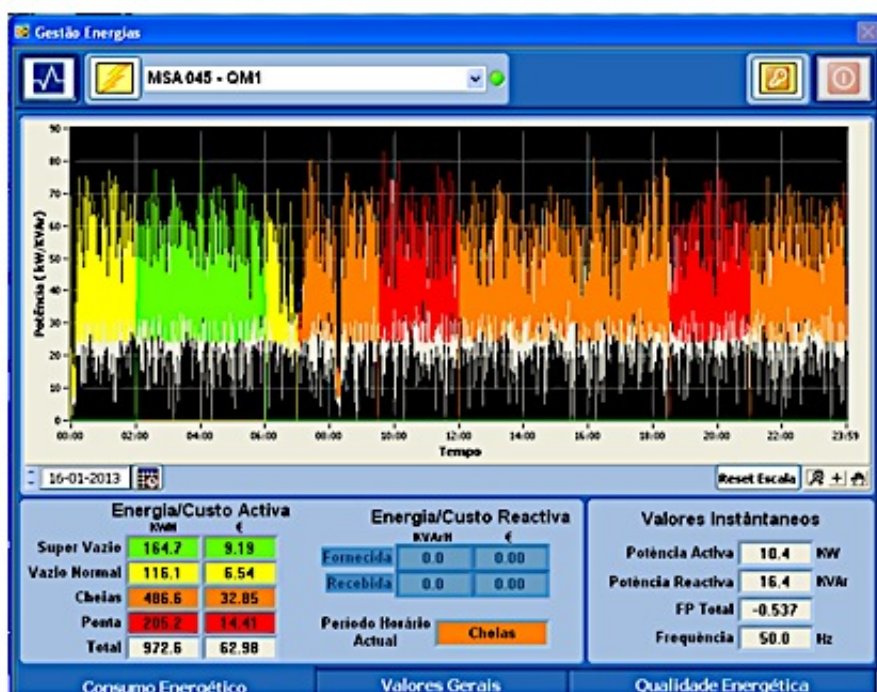 Gestão Energias
MSA 045 - QM1
Potência ( kW/KVAr)
90
80
70
60
50
40
30
20
10
0
00:00 02:00 04:00 06:00 08:00 10:00 12:00 14:00 16:00 18:00 20:00 22:00 23:59
Tempo
16-01-2013 Reset Escala
Energia/Custo Activa
KWH €
Super Vazio 164.7 9.19
Vazio Normal 116.1 6.54
Cheias 486.6 32.85
Ponta 205.2 14.41
Total 972.6 62.98
Energia/Custo Reactiva
KVArH €
Fornecida 0.0 0.00
Recebida 0.0 0.00
Período Horário
Actual Cheias
Valores Instântaneos
Potência Activa 10.4 KW
Potência Reactiva 16.4 KVAr
FP Total -0.537
Frequência 50.0 Hz
Consumo Energético Valores Gerais Qualidade Energética